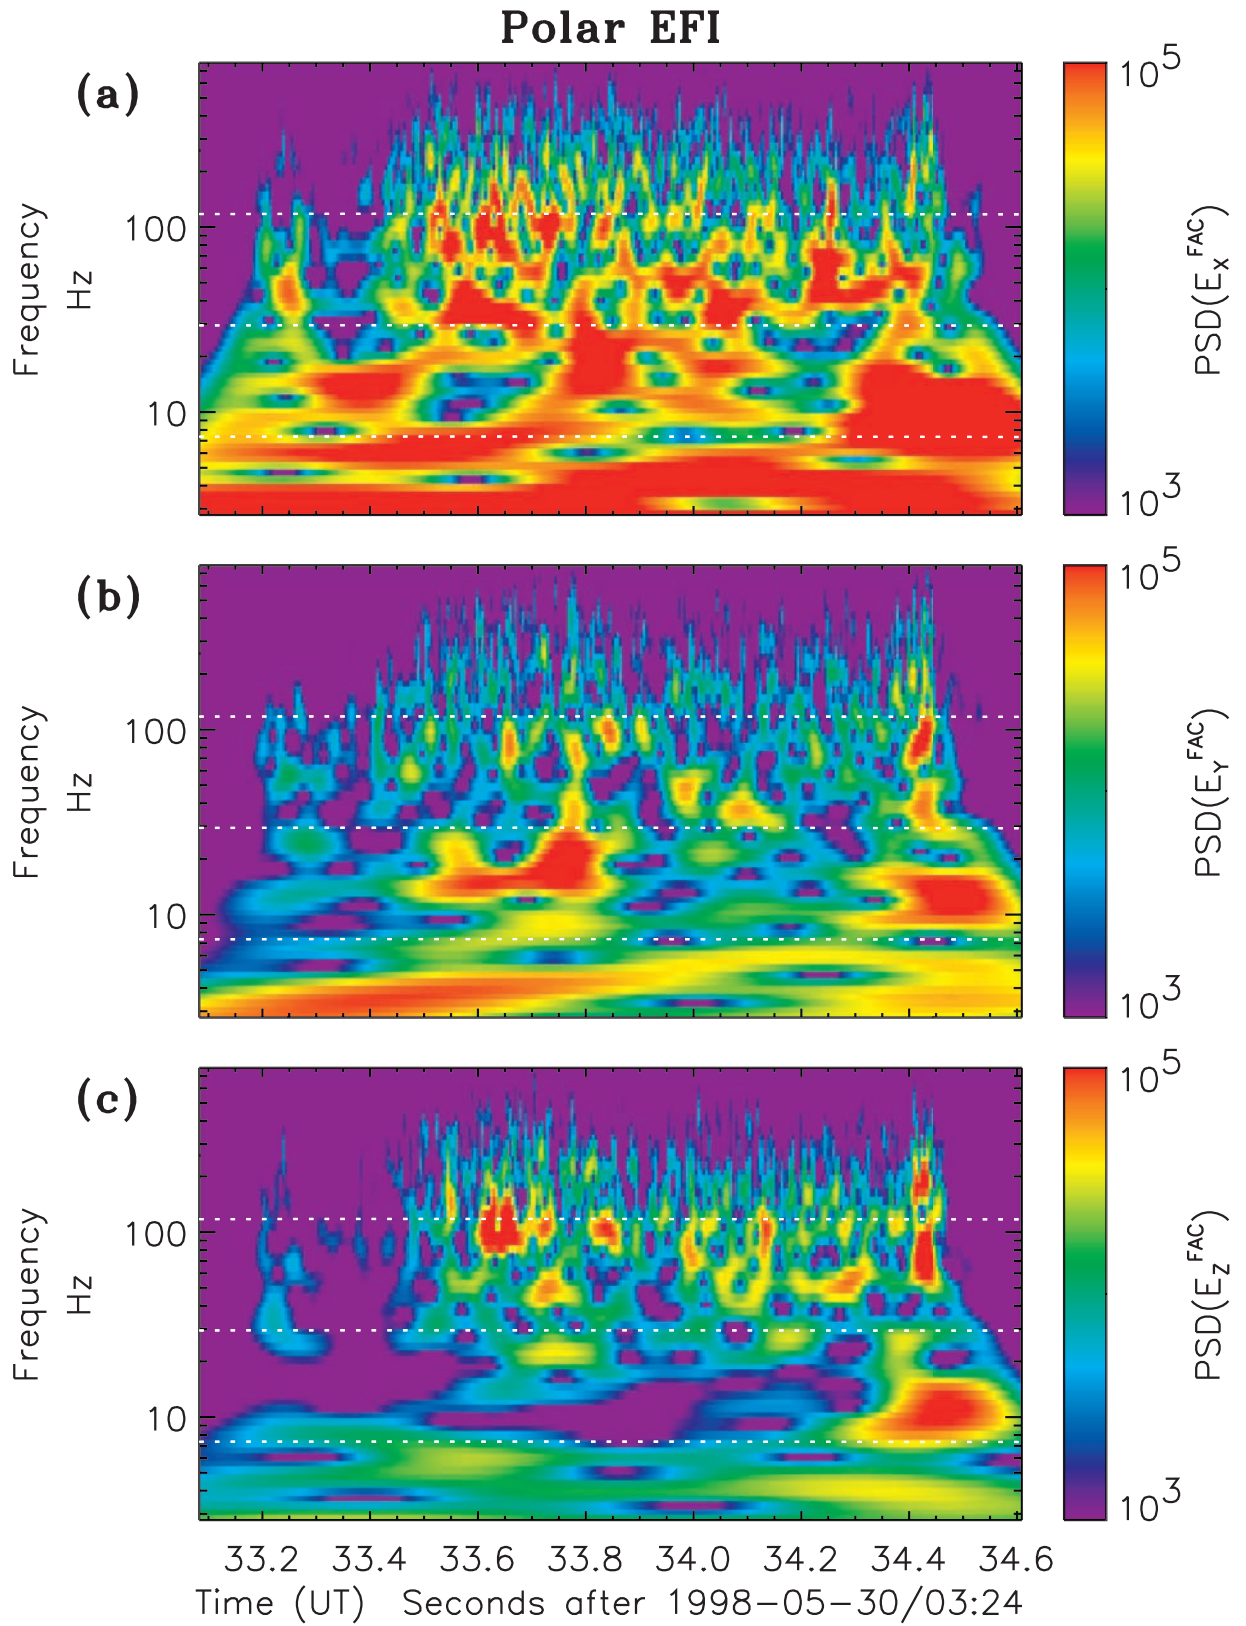 Polar EFI
(a)
Frequency
Hz
100
10
10^5
10^3
PSD(E_X^FAC)
(b)
Frequency
Hz
100
10
10^5
10^3
PSD(E_Y^FAC)
(c)
Frequency
Hz
100
10
10^5
10^3
PSD(E_Z^FAC)
33.2 33.4 33.6 33.8 34.0 34.2 34.4 34.6
Time (UT) Seconds after 1998-05-30/03:24